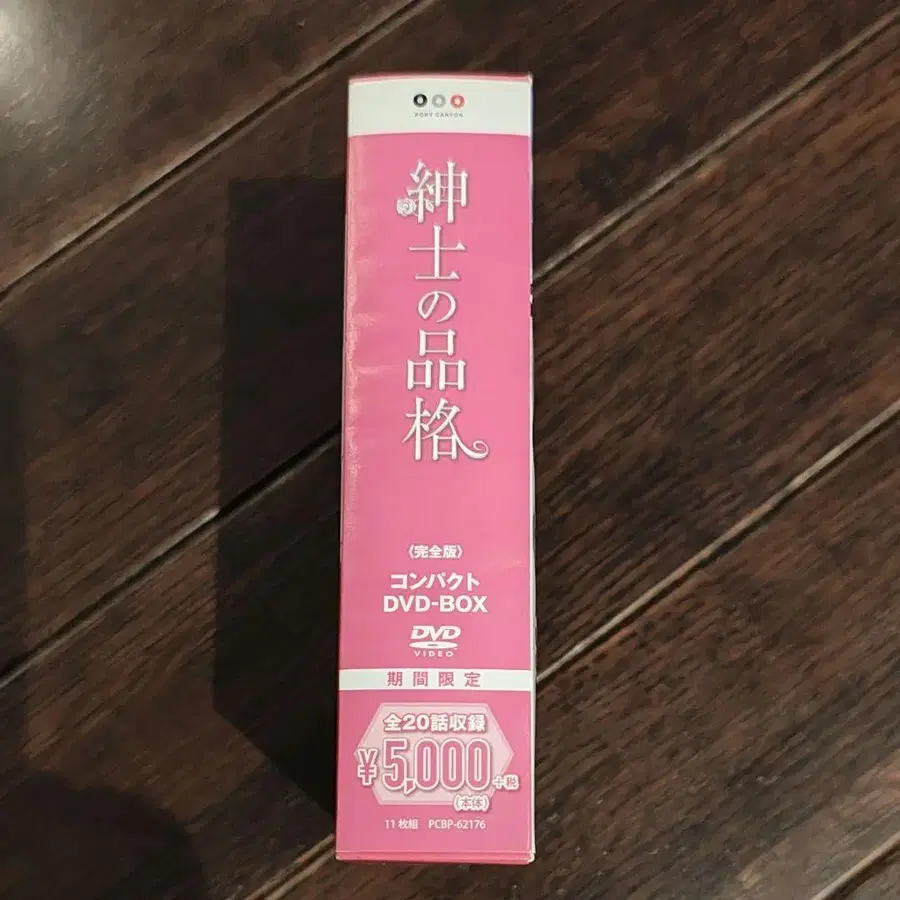 PONY CANYON
紳士の品格
〈完全版〉
コンパクト
DVD-BOX
DVD
VIDEO
期間限定
全20話収録
¥5,000+税
(本体)
11枚組 PCBP-62176